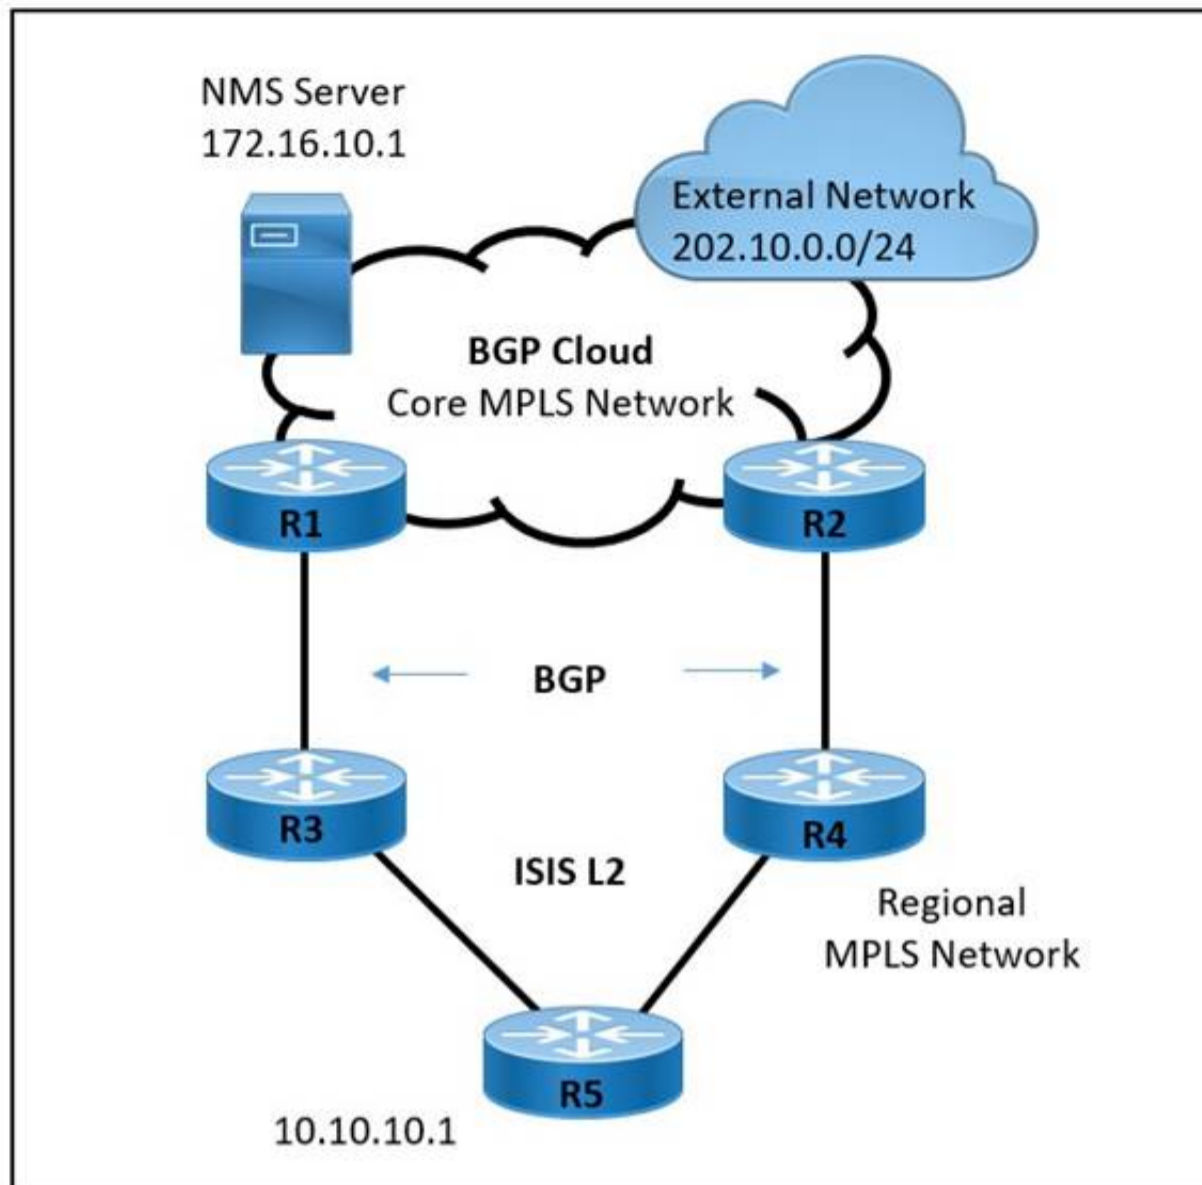 NMS Server
172.16.10.1
External Network
202.10.0.0/24
BGP Cloud
Core MPLS Network
R1
R2
BGP
R3
R4
ISIS L2
Regional
MPLS Network
R5
10.10.10.1